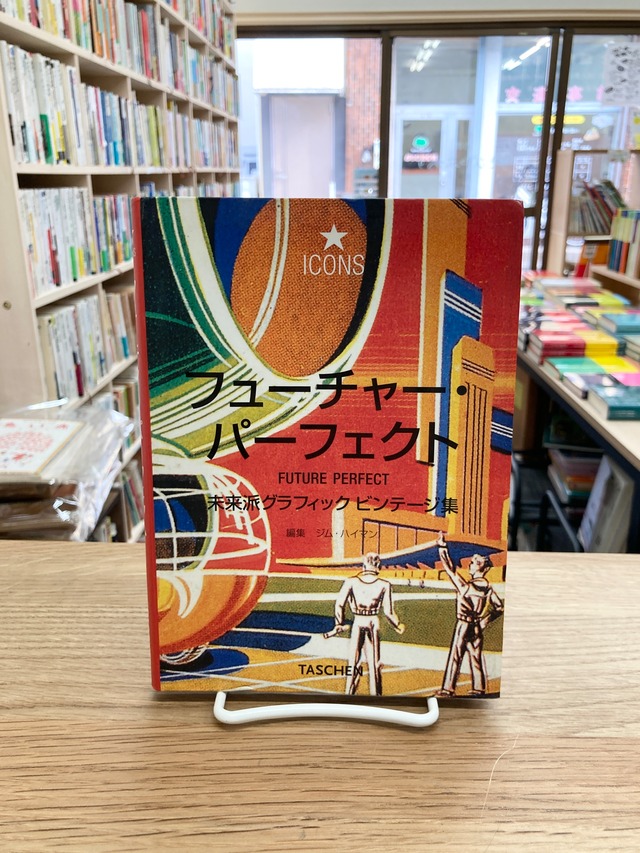 ICONS
フューチャー・
パーフェクト
FUTURE PERFECT
未来派グラフィック ビンテージ集
編集 ジム・ハイマン
TASCHEN